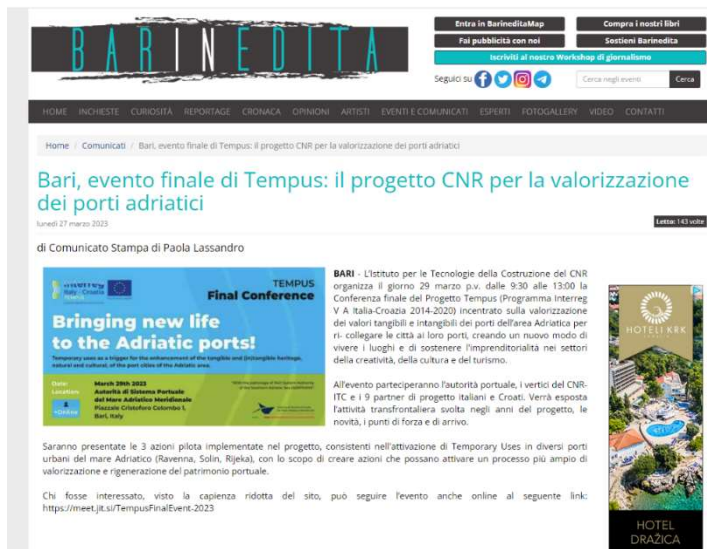 BARINEDITA
Entra in BarineditaMap
Compra i nostri libri
Fai pubblicità con noi
Sostieni Barinedita
Iscriviti al nostro Workshop di giornalismo
Seguici su
Cerca negli eventi
Cerca
HOME INCHIESTE CURIOSITÀ REPORTAGE CRONACA OPINIONI ARTISTI EVENTI E COMUNICATI ESPERTI FOTOGALLERY VIDEO CONTATTI
Home / Comunicati / Bari, evento finale di Tempus: il progetto CNR per la valorizzazione dei porti adriatici
Bari, evento finale di Tempus: il progetto CNR per la valorizzazione
dei porti adriatici
lunedì 27 marzo 2023
Letto: 143 volte
di Comunicato Stampa di Paola Lassandro
Italy - Croatia
TEMPUS
Final Conference
Bringing new life
to the Adriatic ports!
Temporary uses as a trigger for the enhancement of the tangible and (in)tangible heritage,
natural and cultural, of the port cities of the Adriatic area.
Date:
March 29th 2023
Location:
Autorità di Sistema Portuale
del Mare Adriatico Meridionale
Piazzale Cristoforo Colombo 1,
Bari, Italy
&
+Online
BARI - L'Istituto per le Tecnologie della Costruzione del CNR
organizza il giorno 29 marzo p.v. dalle 9:30 alle 13:00 la
Conferenza finale del Progetto Tempus (Programma Interreg
V A Italia-Croazia 2014-2020) incentrato sulla valorizzazione
dei valori tangibili e intangibili dei porti dell'area Adriatica per
ri- collegare le città ai loro porti, creando un nuovo modo di
vivere i luoghi e di sostenere l'imprenditorialità nei settori
della creatività, della cultura e del turismo.
All'evento parteciperanno l'autorità portuale, i vertici del CNR-
ITC e i 9 partner di progetto italiani e Croati. Verrà esposta
l'attività transfrontaliera svolta negli anni del progetto, le
novità, i punti di forza e di arrivo.
Saranno presentate le 3 azioni pilota implementate nel progetto, consistenti nell'attivazione di Temporary Uses in diversi porti
urbani del mare Adriatico (Ravenna, Solin, Rijeka), con lo scopo di creare azioni che possano attivare un processo più ampio di
valorizzazione e rigenerazione del patrimonio portuale.
Chi fosse interessato, visto la capienza ridotta del sito, può seguire l'evento anche online al seguente link:
https://meet.jit.si/TempusFinalEvent-2023
HOTELI KRK
HOTEL
DRAŽICA